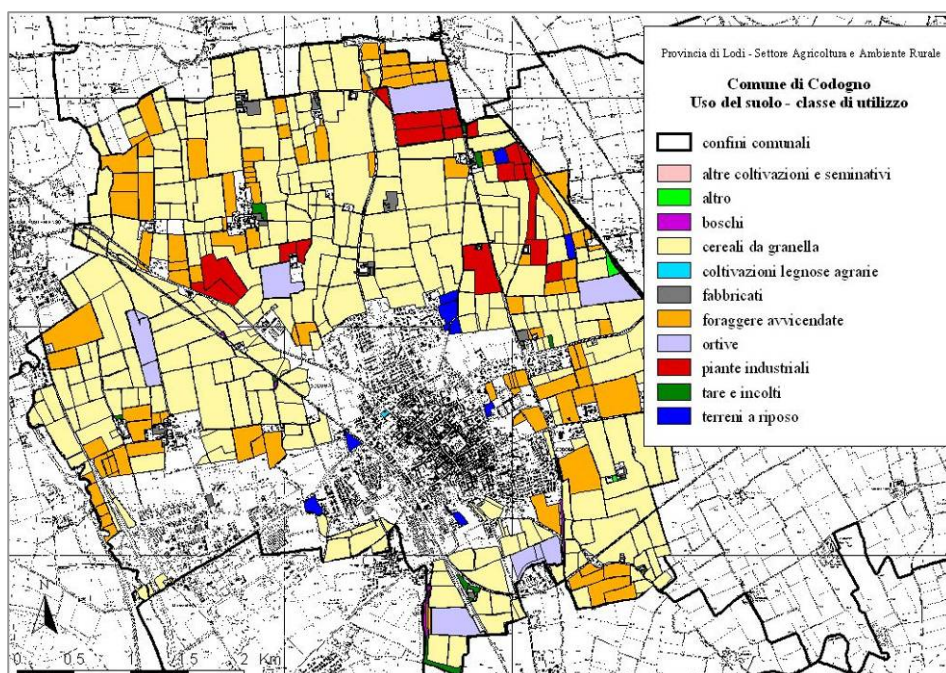 Provincia di Lodi - Settore Agricoltura e Ambiente Rurale
Comune di Codogno
Uso del suolo - classe di utilizzo
confini comunali
altre coltivazioni e seminativi
altro
boschi
cereali da granella
coltivazioni legnose agrarie
fabbricati
foraggere avvicendate
ortive
piante industriali
tare e incolti
terreni a riposo
0 0.5 1 1.5 2 Km